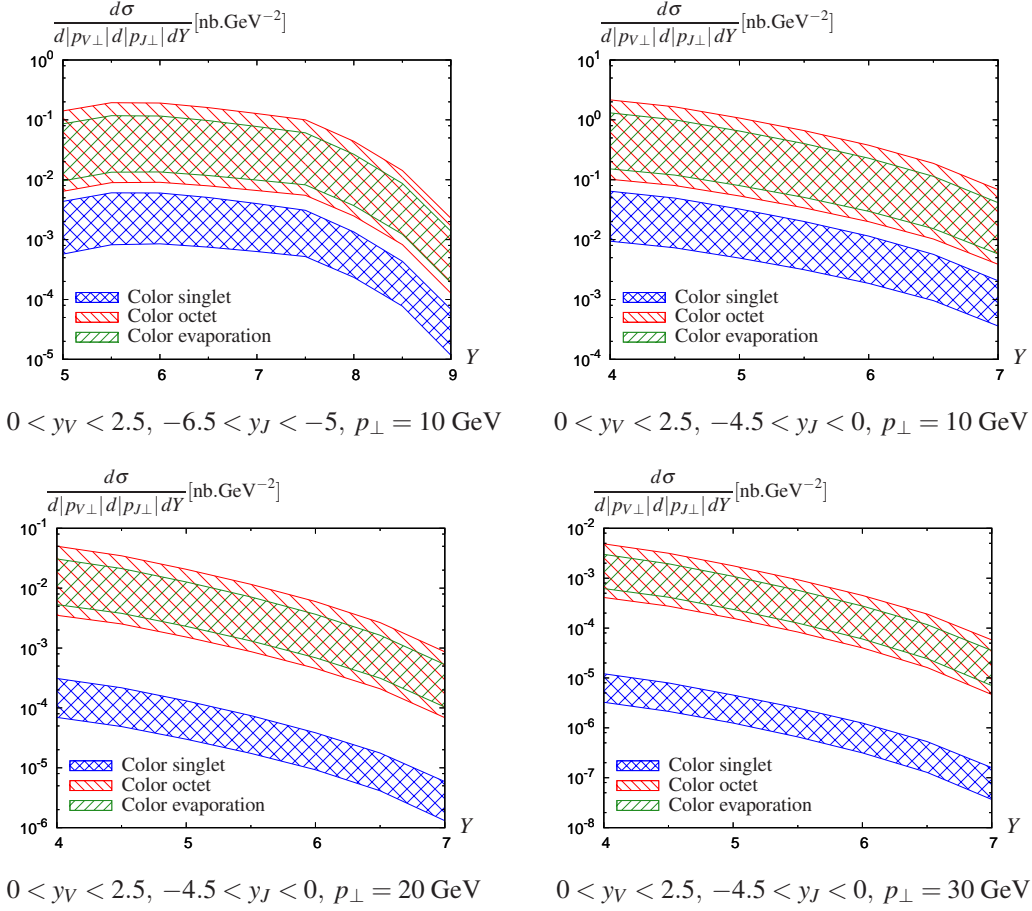 dσ/d|p_{V⊥}| d|p_{J⊥}| dY [nb.GeV⁻²]
10⁰
10⁻¹
10⁻²
10⁻³
10⁻⁴
10⁻⁵
Color singlet
Color octet
Color evaporation
5 6 7 8 9
Y
0 < y_V < 2.5, −6.5 < y_J < −5, p_⊥ = 10 GeV
dσ/d|p_{V⊥}| d|p_{J⊥}| dY [nb.GeV⁻²]
10¹
10⁰
10⁻¹
10⁻²
10⁻³
10⁻⁴
Color singlet
Color octet
Color evaporation
4 5 6 7
Y
0 < y_V < 2.5, −4.5 < y_J < 0, p_⊥ = 10 GeV
dσ/d|p_{V⊥}| d|p_{J⊥}| dY [nb.GeV⁻²]
10⁻¹
10⁻²
10⁻³
10⁻⁴
10⁻⁵
10⁻⁶
Color singlet
Color octet
Color evaporation
4 5 6 7
Y
0 < y_V < 2.5, −4.5 < y_J < 0, p_⊥ = 20 GeV
dσ/d|p_{V⊥}| d|p_{J⊥}| dY [nb.GeV⁻²]
10⁻²
10⁻³
10⁻⁴
10⁻⁵
10⁻⁶
10⁻⁷
10⁻⁸
Color singlet
Color octet
Color evaporation
4 5 6 7
Y
0 < y_V < 2.5, −4.5 < y_J < 0, p_⊥ = 30 GeV